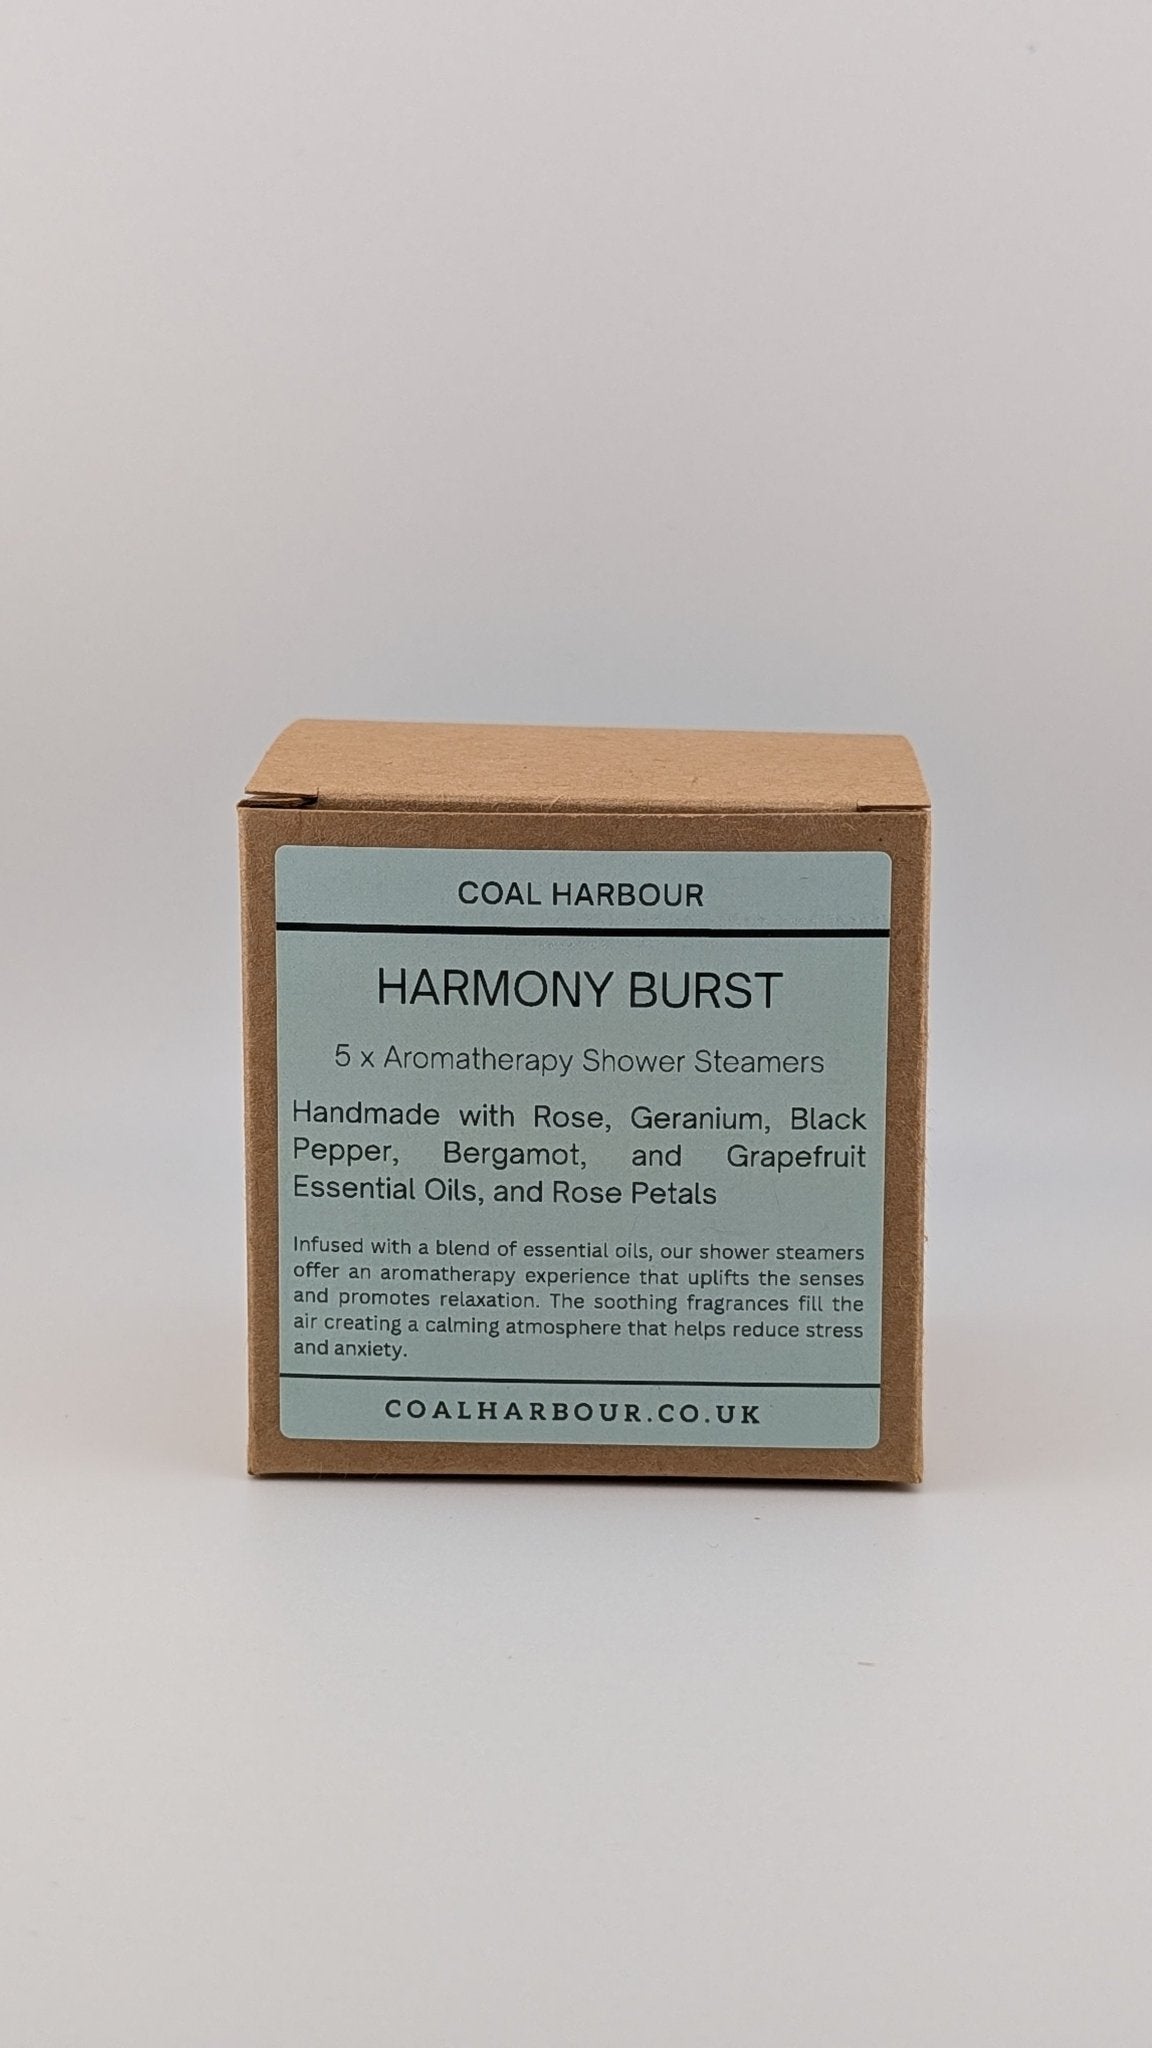 COAL HARBOUR
HARMONY BURST
5 x Aromatherapy Shower Steamers
Handmade with Rose, Geranium, Black
Pepper, Bergamot, and Grapefruit
Essential Oils, and Rose Petals
Infused with a blend of essential oils, our shower steamers
offer an aromatherapy experience that uplifts the senses
and promotes relaxation. The soothing fragrances fill the
air creating a calming atmosphere that helps reduce stress
and anxiety.
COALHARBOUR.CO.UK